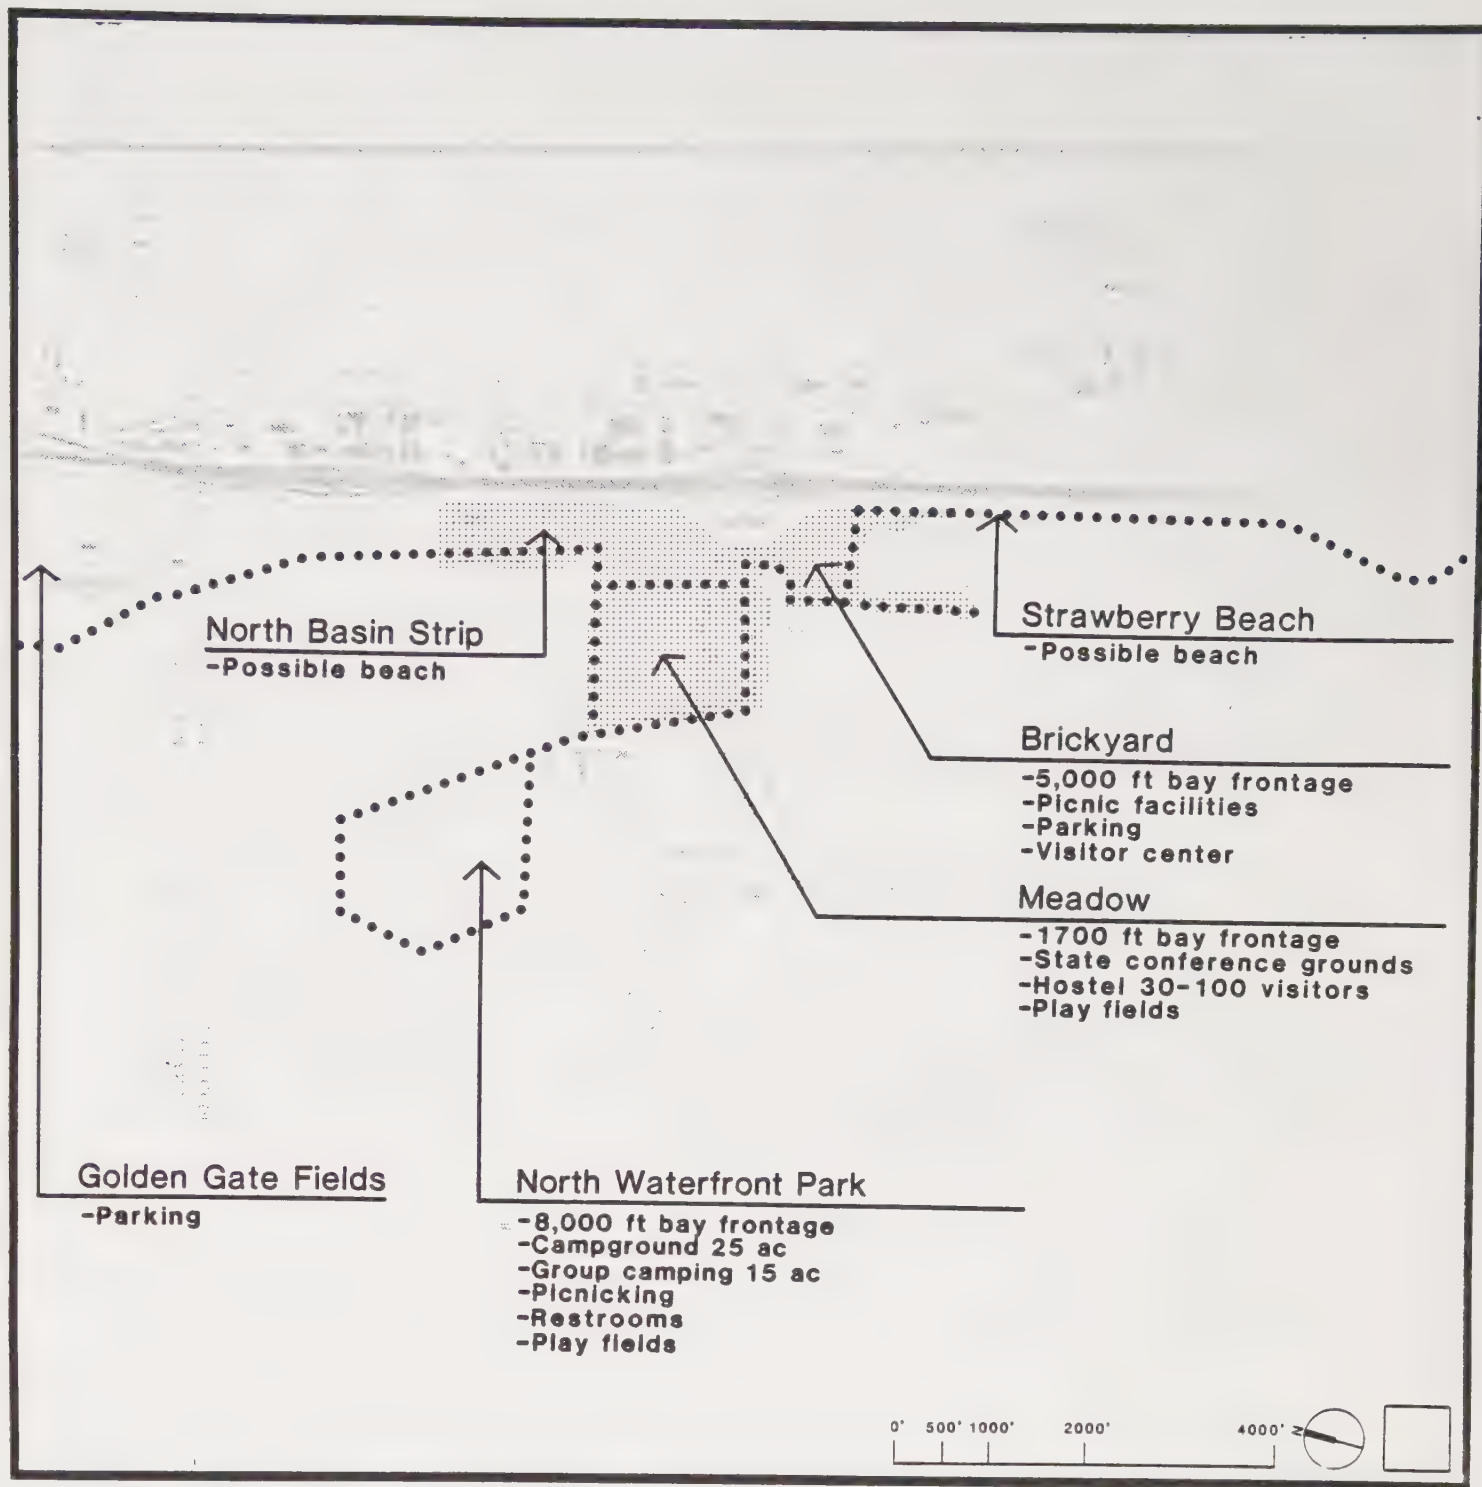 North Basin Strip
-Possible beach
Strawberry Beach
-Possible beach
Brickyard
-5,000 ft bay frontage
-Picnic facilities
-Parking
-Visitor center
Meadow
-1700 ft bay frontage
-State conference grounds
-Hostel 30-100 visitors
-Play fields
Golden Gate Fields
-Parking
North Waterfront Park
-8,000 ft bay frontage
-Campground 25 ac
-Group camping 15 ac
-Picnicking
-Restrooms
-Play fields
0' 500' 1000' 2000' 4000' N